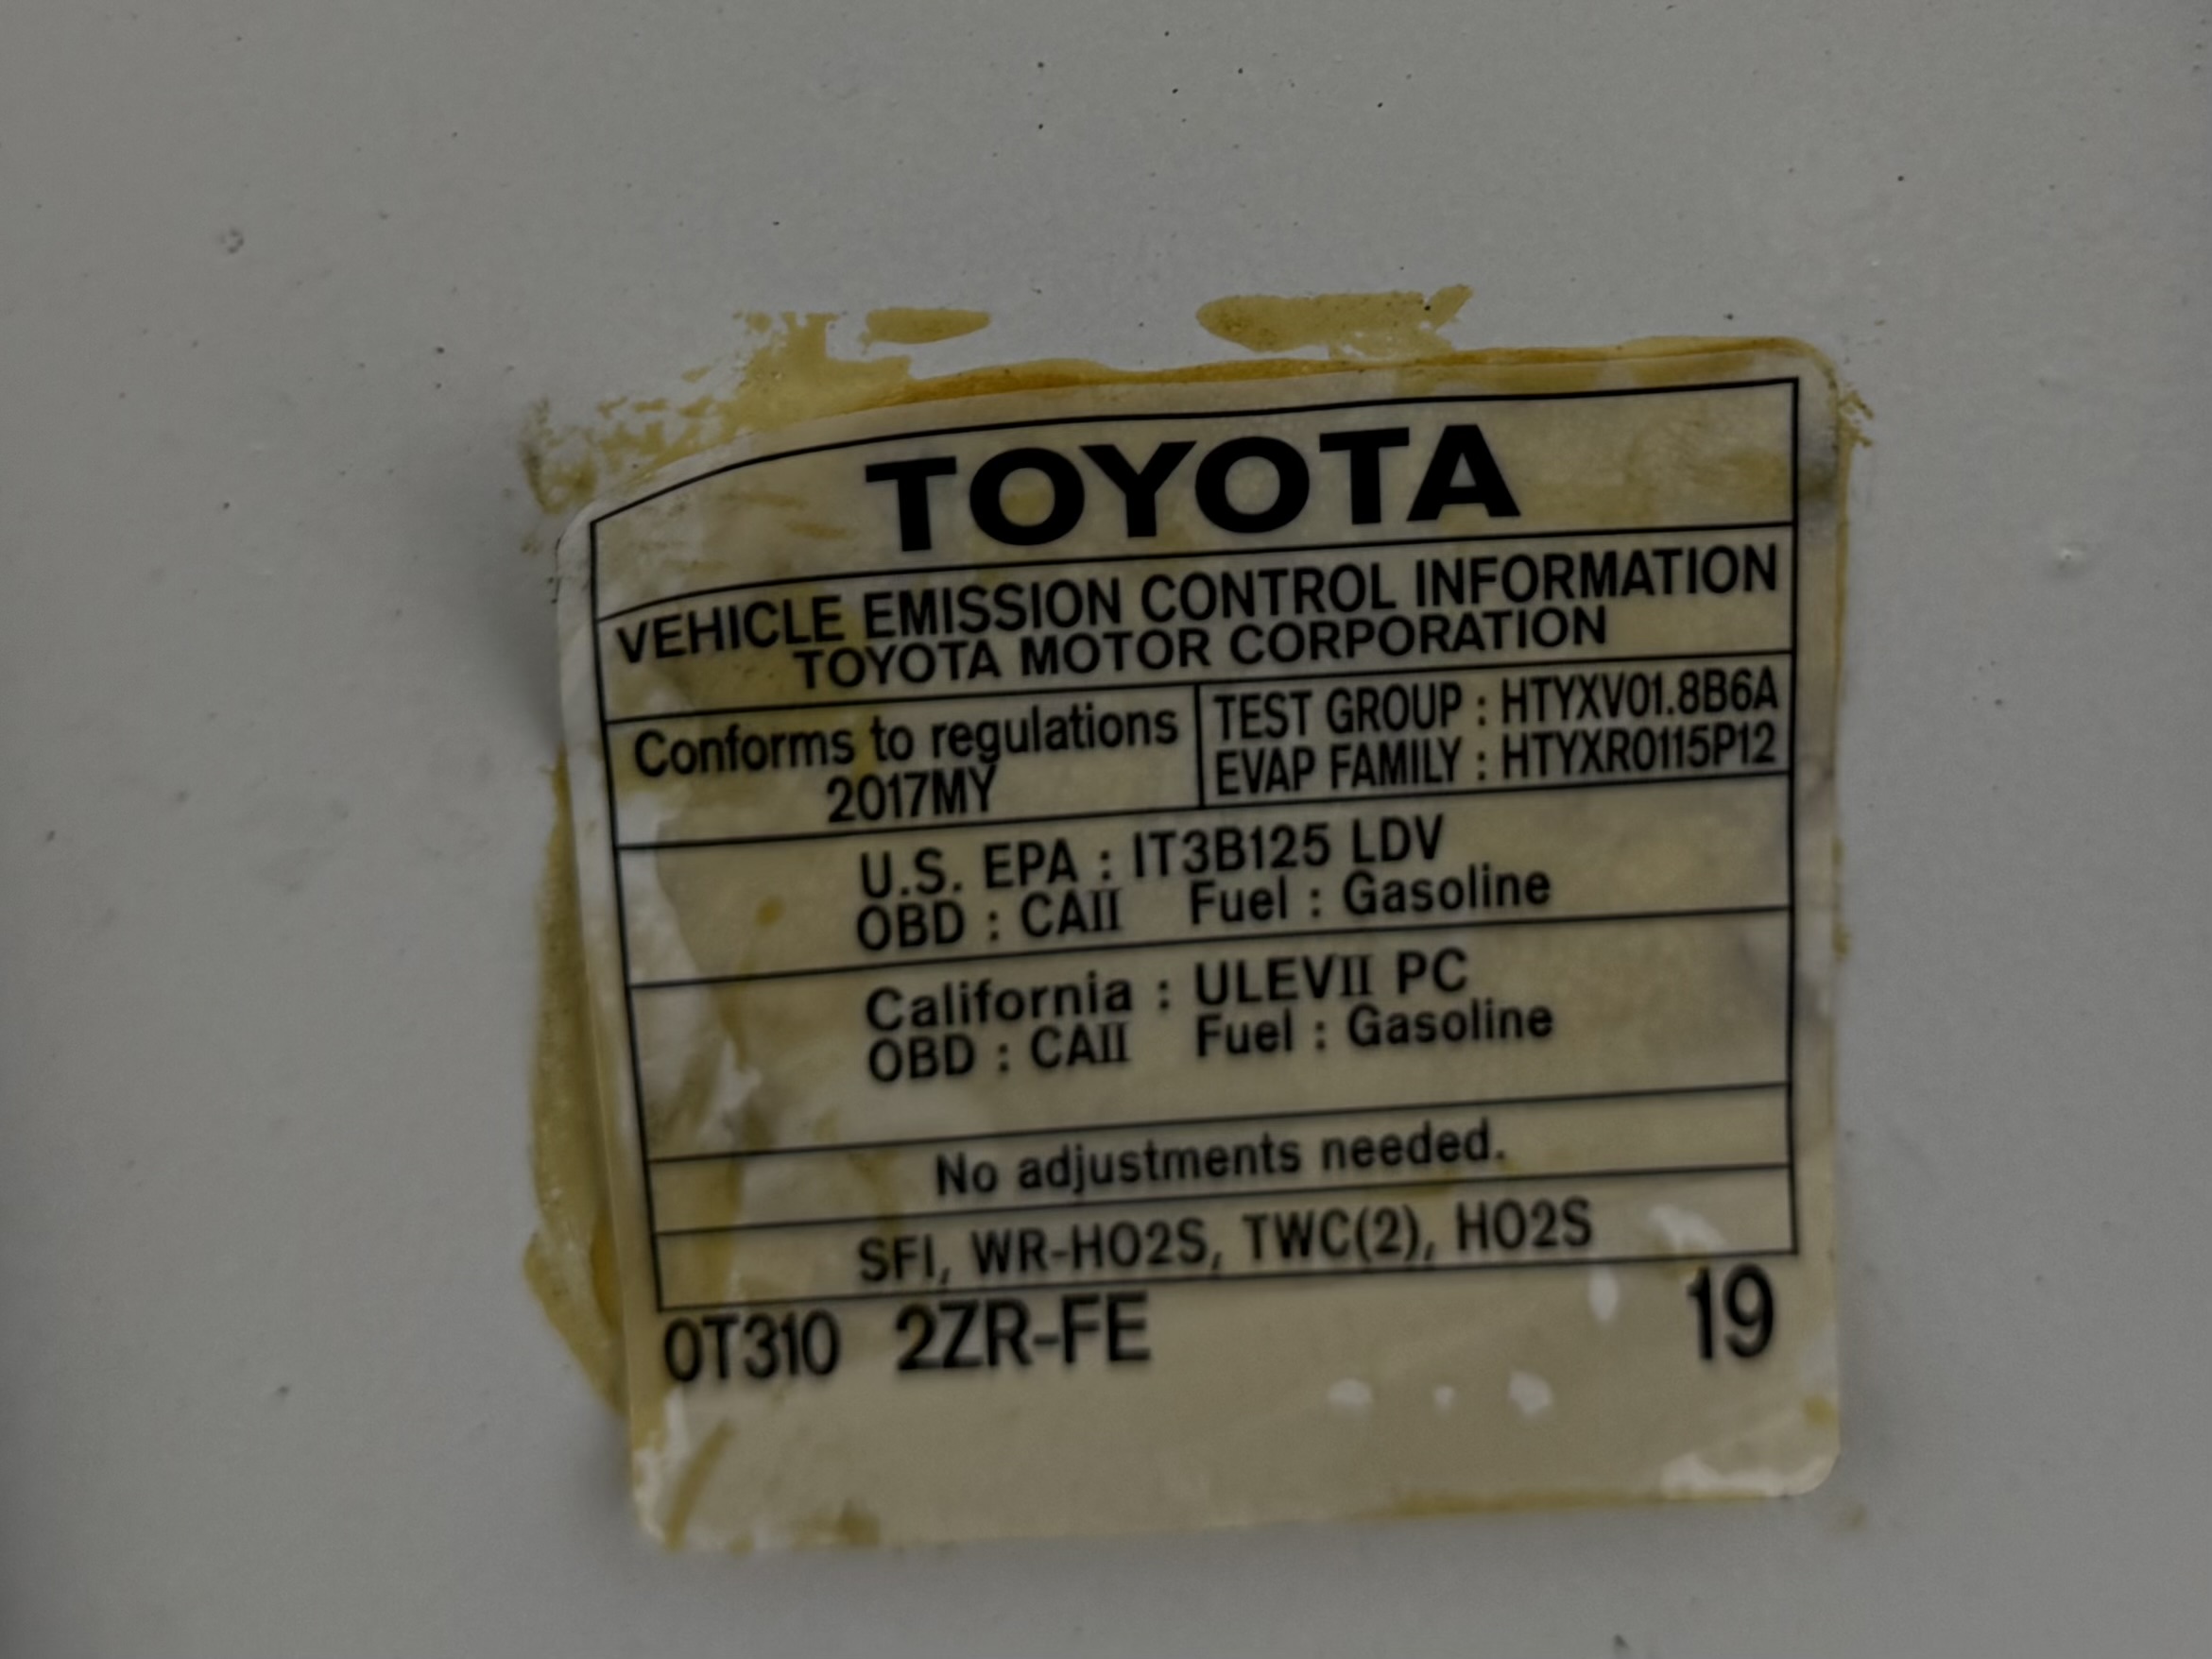 TOYOTA
VEHICLE EMISSION CONTROL INFORMATION
TOYOTA MOTOR CORPORATION
Conforms to regulations
2017MY
TEST GROUP : HTYXV01.8B6A
EVAP FAMILY : HTYXR0115P12
U.S. EPA : IT3B125 LDV
OBD : CAII Fuel : Gasoline
California : ULEVII PC
OBD : CAII Fuel : Gasoline
No adjustments needed.
SFI, WR-HO2S, TWC(2), HO2S
0T310 2ZR-FE 19